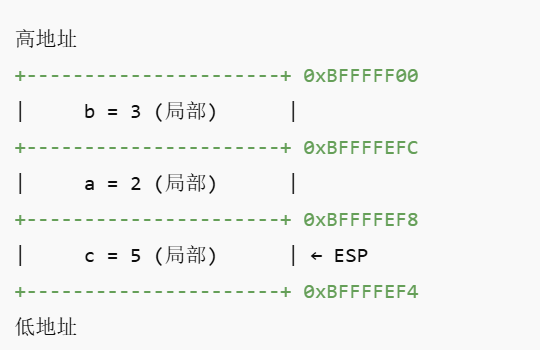 高地址
+----------------------+ 0xBFFFFF00
|     b = 3 (局部)      |
+----------------------+ 0xBFFFFEFC
|     a = 2 (局部)      |
+----------------------+ 0xBFFFFEF8
|     c = 5 (局部)      | ← ESP
+----------------------+ 0xBFFFFEF4
低地址